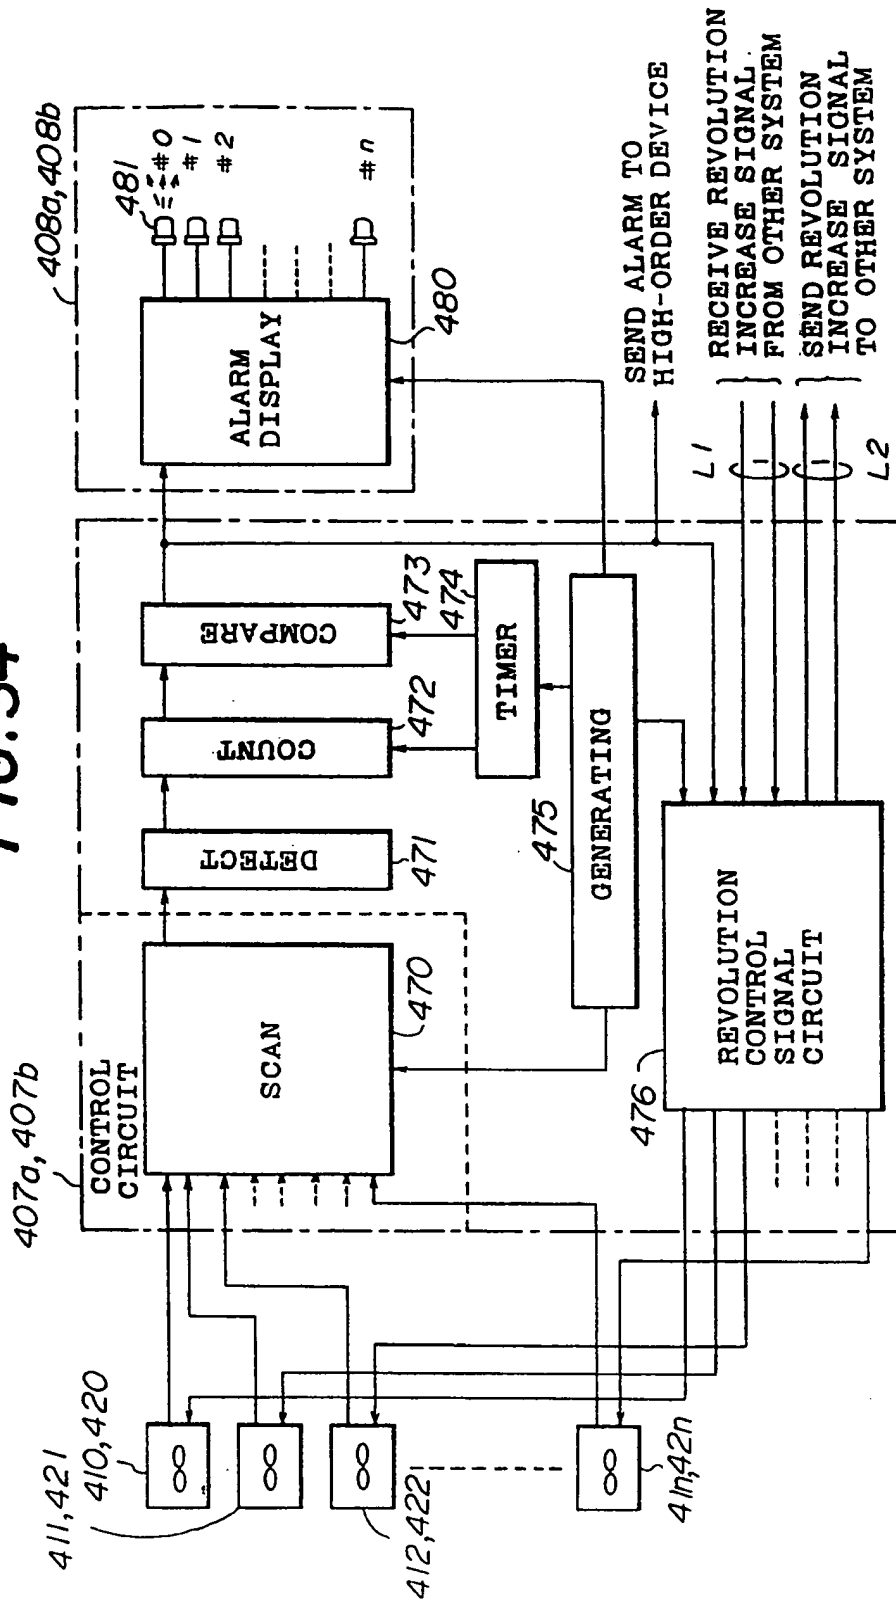 FIG. 34
407a, 407b
CONTROL
CIRCUIT
SCAN
470
DETECT
471
COUNT
472
COMPARE
473
TIMER
474
GENERATING
475
REVOLUTION
CONTROL
SIGNAL
CIRCUIT
476
408a, 408b
ALARM
DISPLAY
480
481
#0
#1
#2
#n
411, 421
410, 420
412, 422
41n, 42n
SEND ALARM TO
HIGH-ORDER DEVICE
L1
RECEIVE REVOLUTION
INCREASE SIGNAL
FROM OTHER SYSTEM
SEND REVOLUTION
INCREASE SIGNAL
TO OTHER SYSTEM
L2